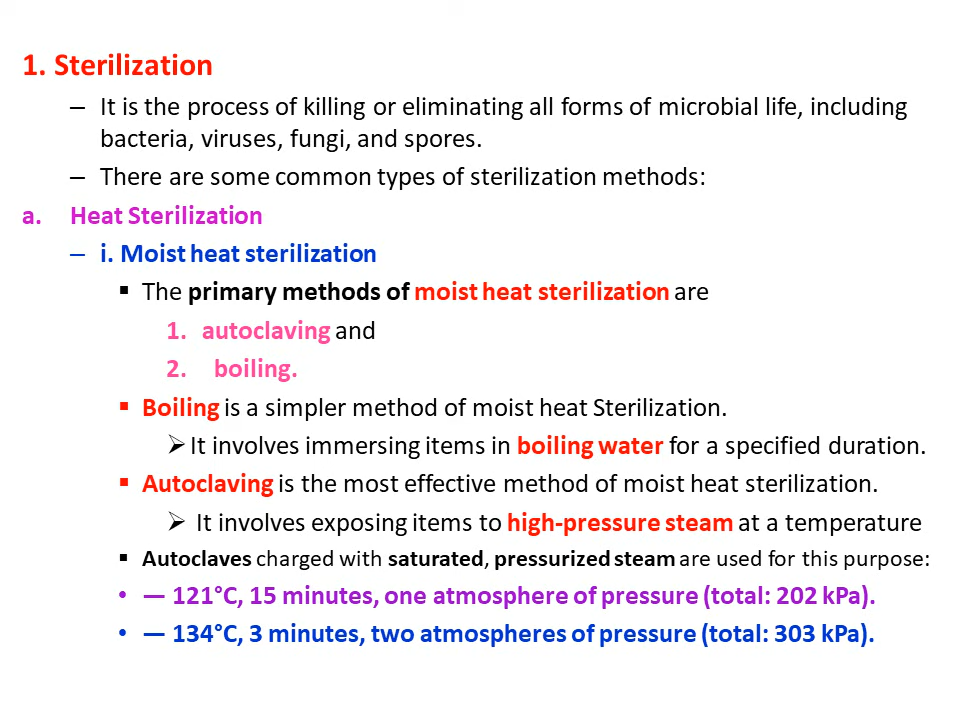 1. Sterilization
– It is the process of killing or eliminating all forms of microbial life, including
bacteria, viruses, fungi, and spores.
– There are some common types of sterilization methods:
a. Heat Sterilization
– i. Moist heat sterilization
▪ The primary methods of moist heat sterilization are
1. autoclaving and
2. boiling.
▪ Boiling is a simpler method of moist heat Sterilization.
➢ It involves immersing items in boiling water for a specified duration.
▪ Autoclaving is the most effective method of moist heat sterilization.
➢ It involves exposing items to high-pressure steam at a temperature
▪ Autoclaves charged with saturated, pressurized steam are used for this purpose:
• — 121°C, 15 minutes, one atmosphere of pressure (total: 202 kPa).
• — 134°C, 3 minutes, two atmospheres of pressure (total: 303 kPa).